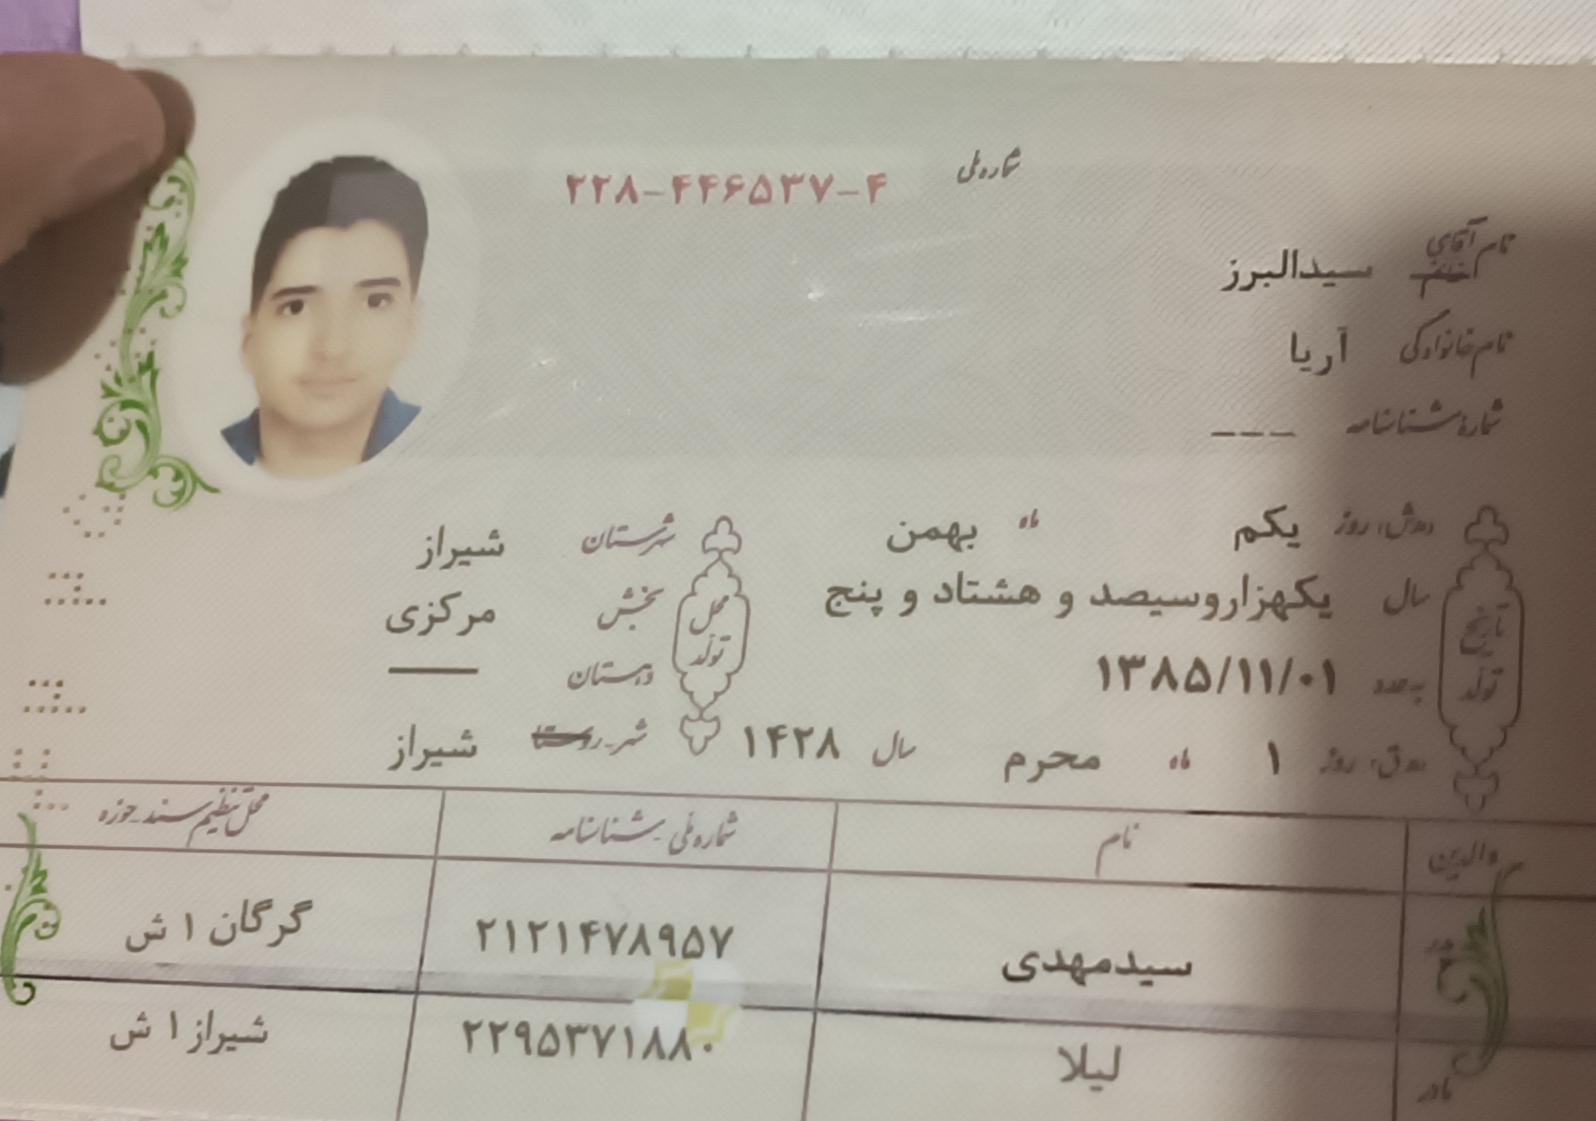 شماره ملی ۲۲۸-۴۴۶۵۳۷-۴
نام آقای خانم سیدالبرز
نام خانوادگی آریا
شمارهٔ شناسنامه ---
تاریخ تولد
ه‍.ش: روز یکم ماه بهمن
سال یکهزاروسیصد و هشتاد و پنج
به عدد ۱۳۸۵/۱۱/۰۱
ه‍.ق: روز ۱ ماه محرم سال ۱۴۲۸
محل تولد
شهرستان شیراز
بخش مرکزی
دهستان ——
شهر-روستا شیراز
والدین نام شماره ملی-شناسنامه محل تنظیم سند-حوزه
پدر سیدمهدی ۲۱۲۱۴۷۸۹۵۷ گرگان ۱ ش
مادر لیلا ۲۲۹۵۳۷۱۸۸۰ شیراز ۱ ش